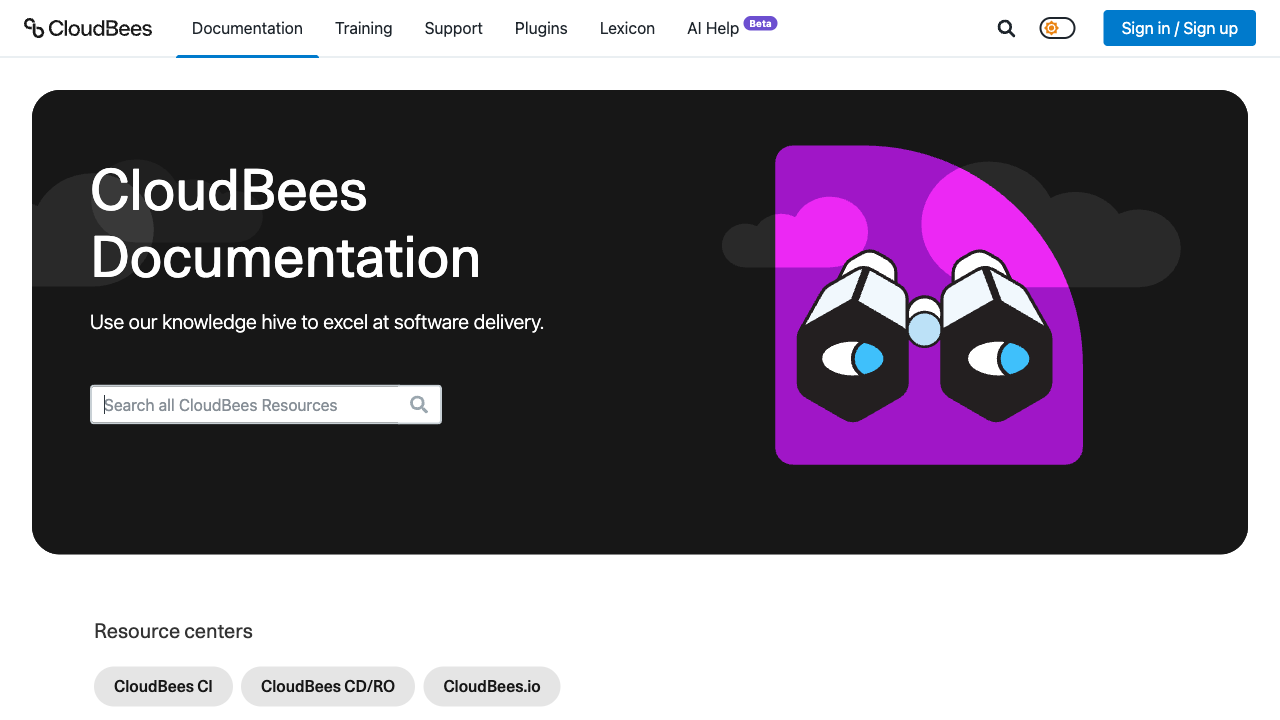 CloudBees
Documentation
Training
Support
Plugins
Lexicon
AI Help Beta
Sign in / Sign up
CloudBees
Documentation
Use our knowledge hive to excel at software delivery.
Search all CloudBees Resources
Resource centers
CloudBees CI
CloudBees CD/RO
CloudBees.io